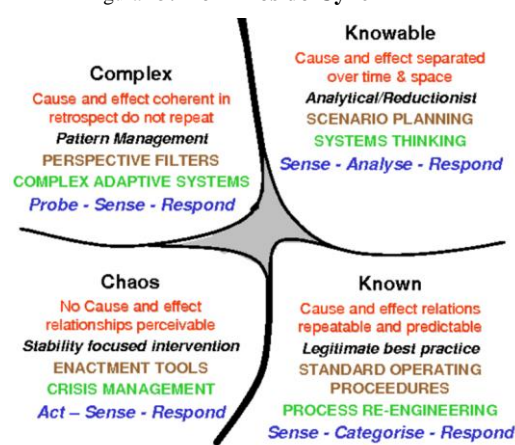 Complex
Cause and effect coherent in
retrospect do not repeat
Pattern Management
PERSPECTIVE FILTERS
COMPLEX ADAPTIVE SYSTEMS
Probe - Sense - Respond
Knowable
Cause and effect separated
over time & space
Analytical/Reductionist
SCENARIO PLANNING
SYSTEMS THINKING
Sense - Analyse - Respond
Chaos
No Cause and effect
relationships perceivable
Stability focused intervention
ENACTMENT TOOLS
CRISIS MANAGEMENT
Act – Sense - Respond
Known
Cause and effect relations
repeatable and predictable
Legitimate best practice
STANDARD OPERATING
PROCEEDURES
PROCESS RE-ENGINEERING
Sense - Categorise - Respond